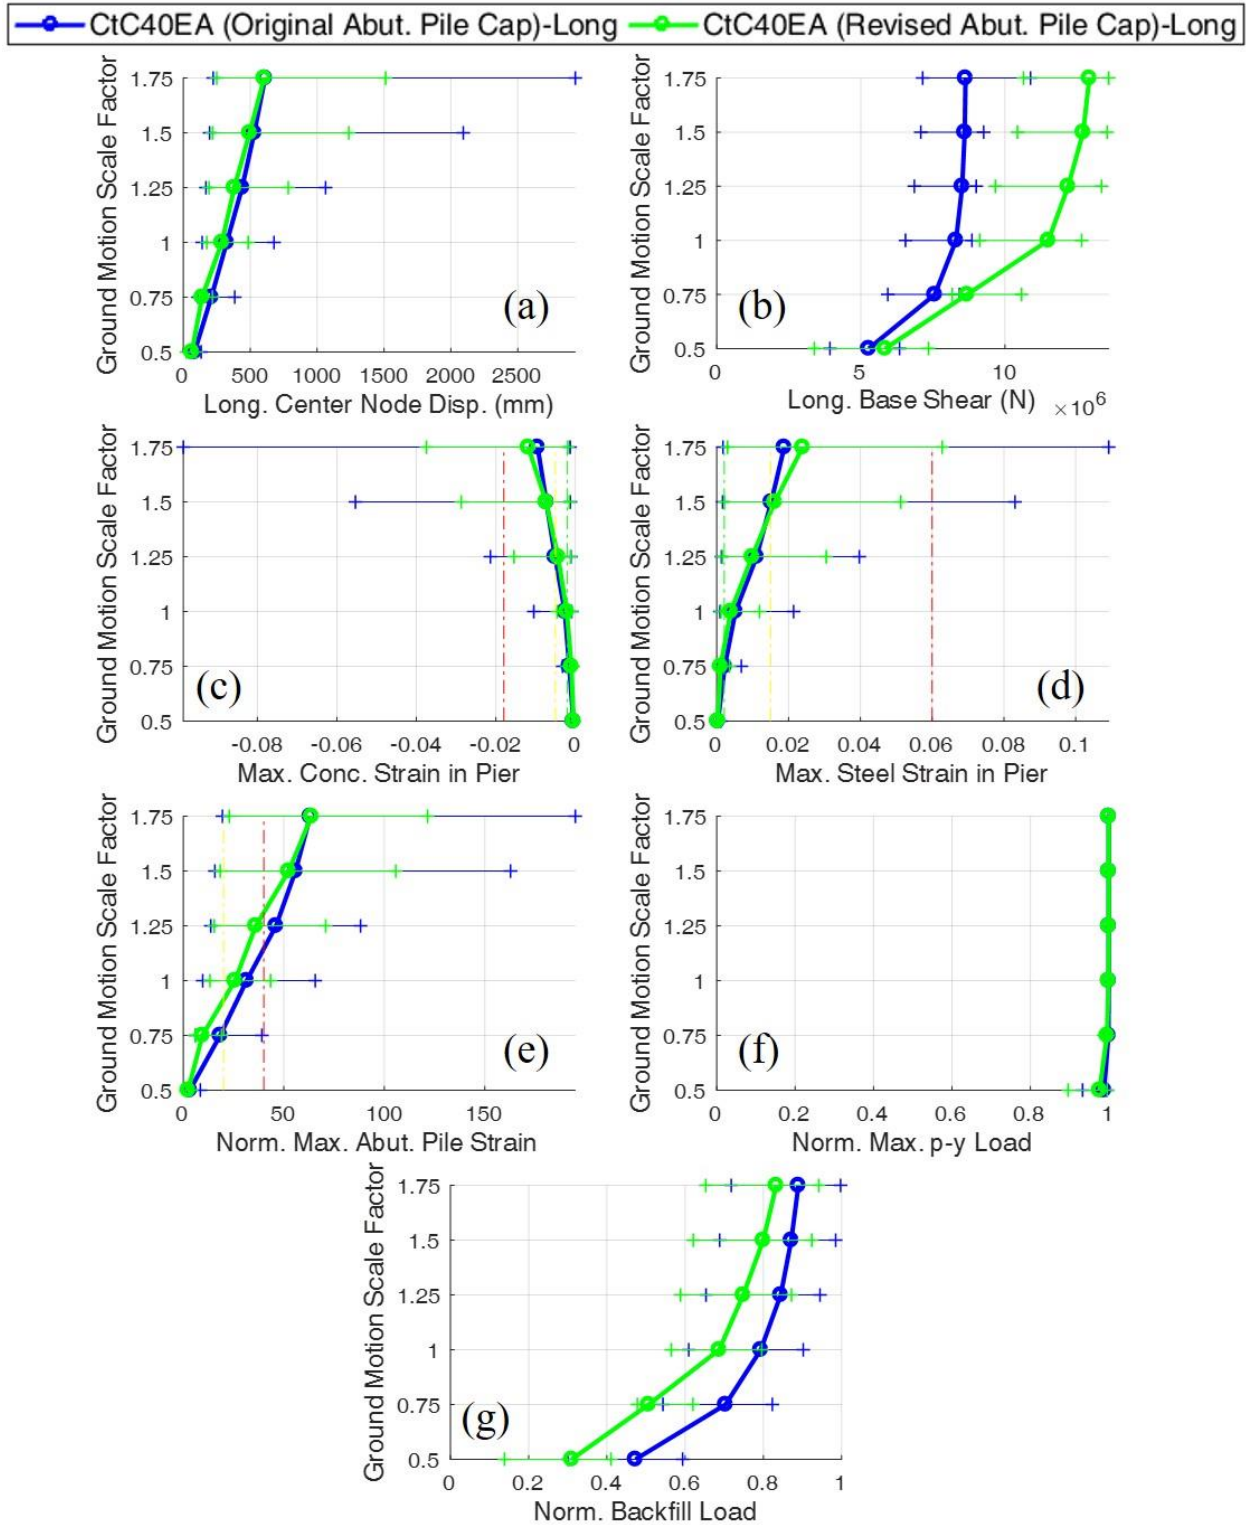 CtC40EA (Original Abut. Pile Cap)-Long CtC40EA (Revised Abut. Pile Cap)-Long
Ground Motion Scale Factor
1.75
1.5
1.25
1
0.75
0.5
(a)
0 500 1000 1500 2000 2500
Long. Center Node Disp. (mm)
Ground Motion Scale Factor
1.75
1.5
1.25
1
0.75
0.5
(b)
0 5 10
Long. Base Shear (N) ×10^6
Ground Motion Scale Factor
1.75
1.5
1.25
1
0.75
0.5
(c)
-0.08 -0.06 -0.04 -0.02 0
Max. Conc. Strain in Pier
Ground Motion Scale Factor
1.75
1.5
1.25
1
0.75
0.5
(d)
0 0.02 0.04 0.06 0.08 0.1
Max. Steel Strain in Pier
Ground Motion Scale Factor
1.75
1.5
1.25
1
0.75
0.5
(e)
0 50 100 150
Norm. Max. Abut. Pile Strain
Ground Motion Scale Factor
1.75
1.5
1.25
1
0.75
0.5
(f)
0 0.2 0.4 0.6 0.8 1
Norm. Max. p-y Load
Ground Motion Scale Factor
1.75
1.5
1.25
1
0.75
0.5
(g)
0 0.2 0.4 0.6 0.8 1
Norm. Backfill Load